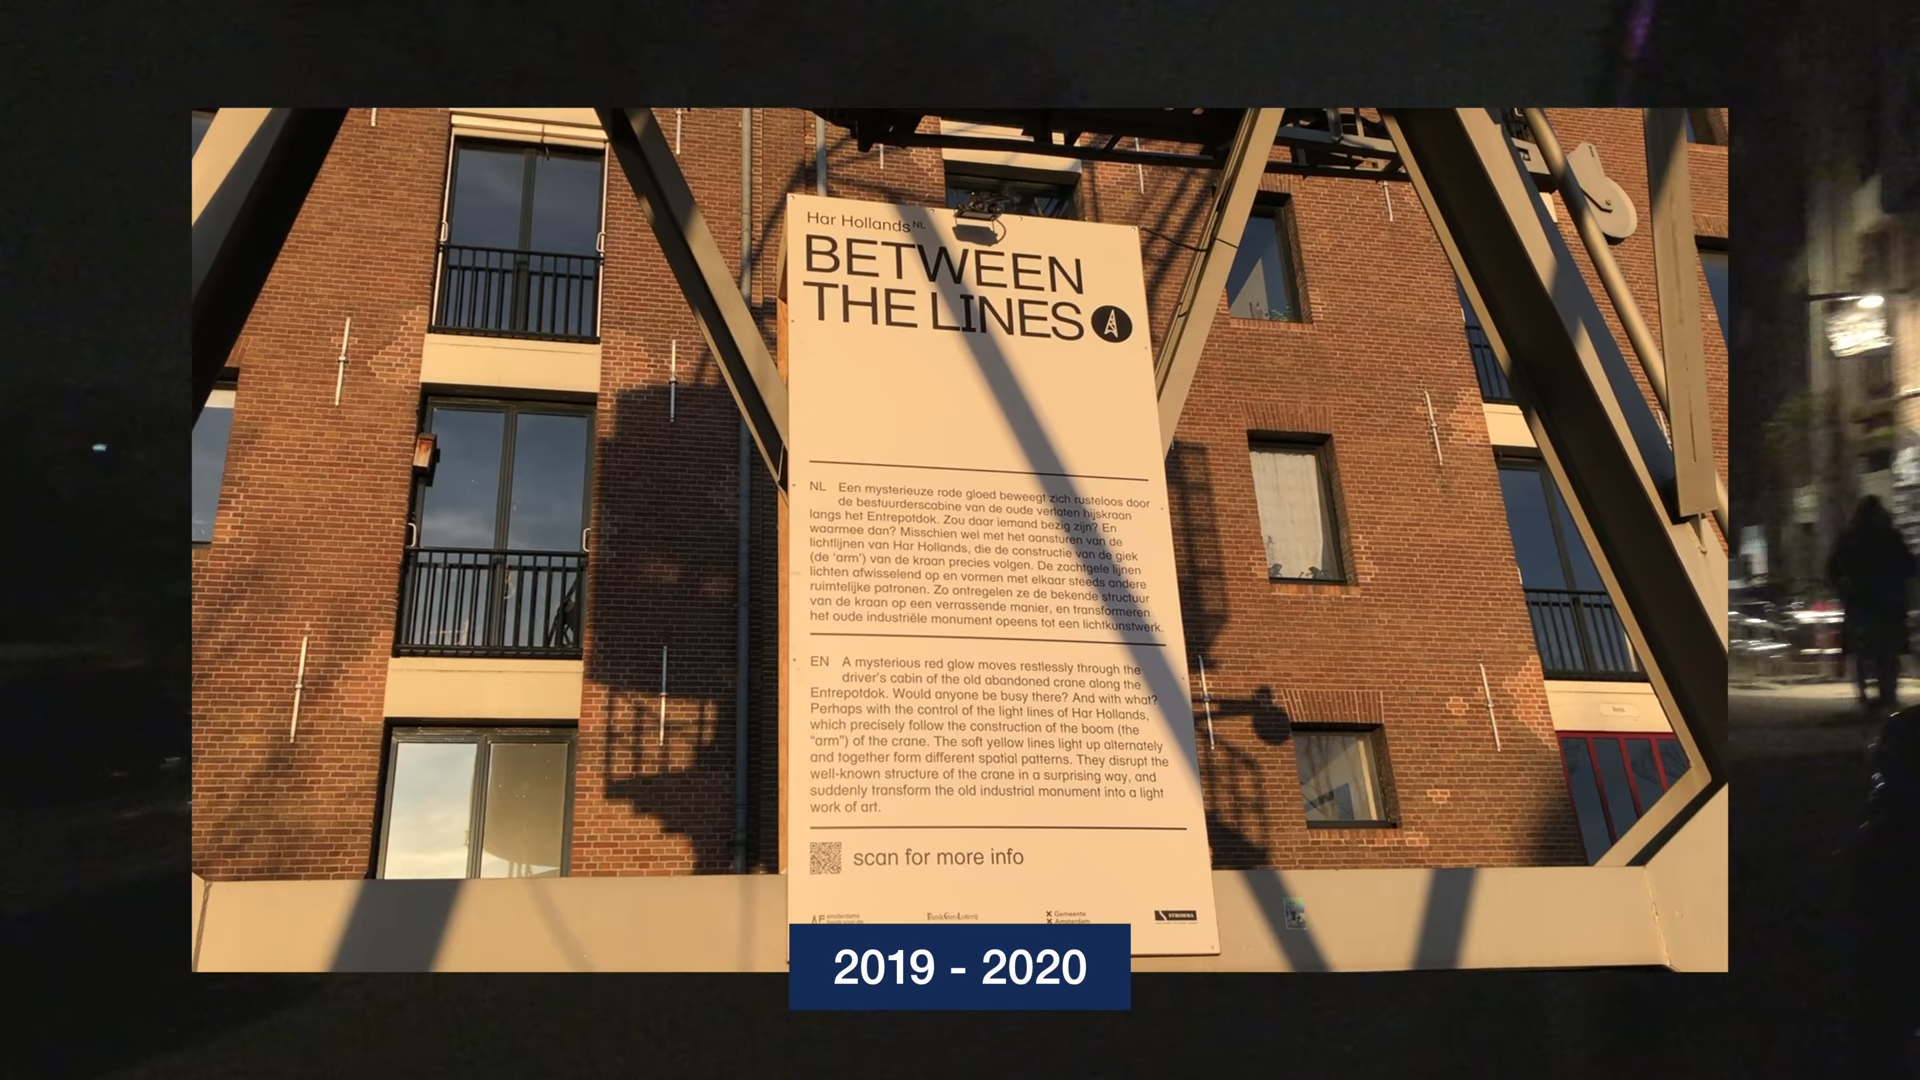 Har Hollands NL
BETWEEN
THE LINES
NL Een mysterieuze rode gloed beweegt zich rusteloos door
de bestuurderscabine van de oude verlaten hijskraan
langs het Entrepotdok. Zou daar iemand bezig zijn? En
waarmee dan? Misschien wel met het aansturen van de
lichtlijnen van Har Hollands, die de constructie van de giek
(de ‘arm’) van de kraan precies volgen. De zachtgele lijnen
lichten afwisselend op en vormen met elkaar steeds andere
ruimtelijke patronen. Zo ontregelen ze de bekende structuur
van de kraan op een verrassende manier, en transformeren
het oude industriële monument opeens tot een lichtkunstwerk.
EN A mysterious red glow moves restlessly through the
driver’s cabin of the old abandoned crane along the
Entrepotdok. Would anyone be busy there? And with what?
Perhaps with the control of the light lines of Har Hollands,
which precisely follow the construction of the boom (the
“arm”) of the crane. The soft yellow lines light up alternately
and together form different spatial patterns. They disrupt the
well-known structure of the crane in a surprising way, and
suddenly transform the old industrial monument into a light
work of art.
scan for more info
AF amsterdams
BankGiroLoterij
Gemeente
Amsterdam
STROMMA
2019 - 2020